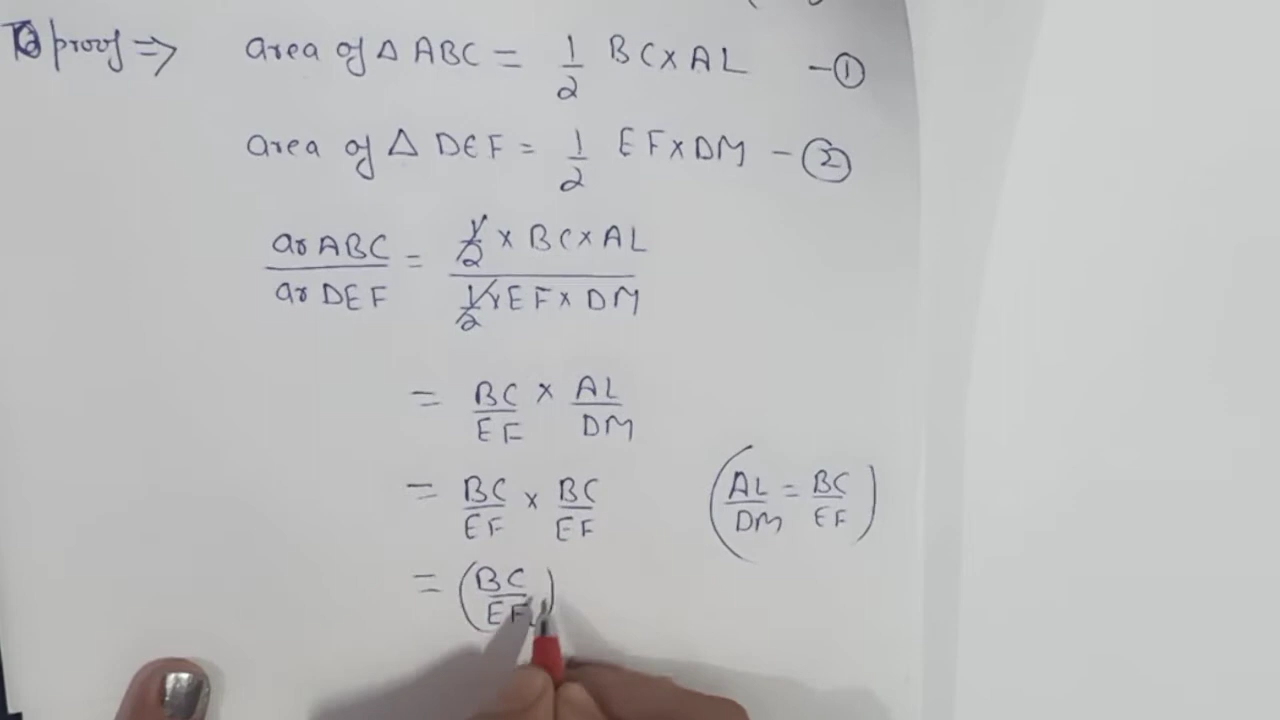 To proof ⇒ area of Δ ABC = 1/2 BC × AL – ①
area of Δ DEF = 1/2 EF × DM – ②
ar ABC / ar DEF = 1/2 × BC × AL / 1/2 × EF × DM
= BC/EF × AL/DM
= BC/EF × BC/EF (AL/DM = BC/EF)
= (BC/EF)